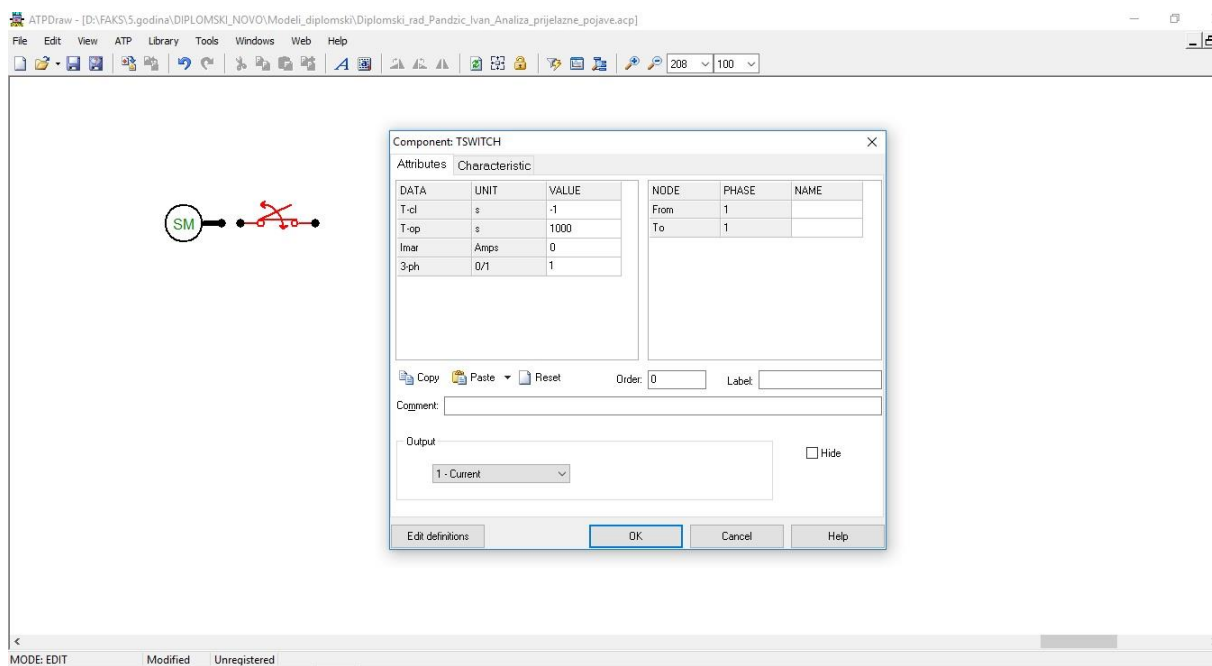 ATPDraw - [D:\FAKS\5.godina\DIPLOMSKI_NOVO\Modeli_diplomski\Diplomski_rad_Pandzic_Ivan_Analiza_prijelazne_pojave.acp]
File Edit View ATP Library Tools Windows Web Help
A 208 100
SM
Component: TSWITCH
Attributes Characteristic
DATA UNIT VALUE NODE PHASE NAME
T-cl s -1 From 1
T-op s 1000 To 1
Imar Amps 0
3-ph 0/1 1
Copy Paste Reset Order: 0 Label:
Comment:
Output
Hide
1 - Current
Edit definitions OK Cancel Help
MODE: EDIT Modified Unregistered